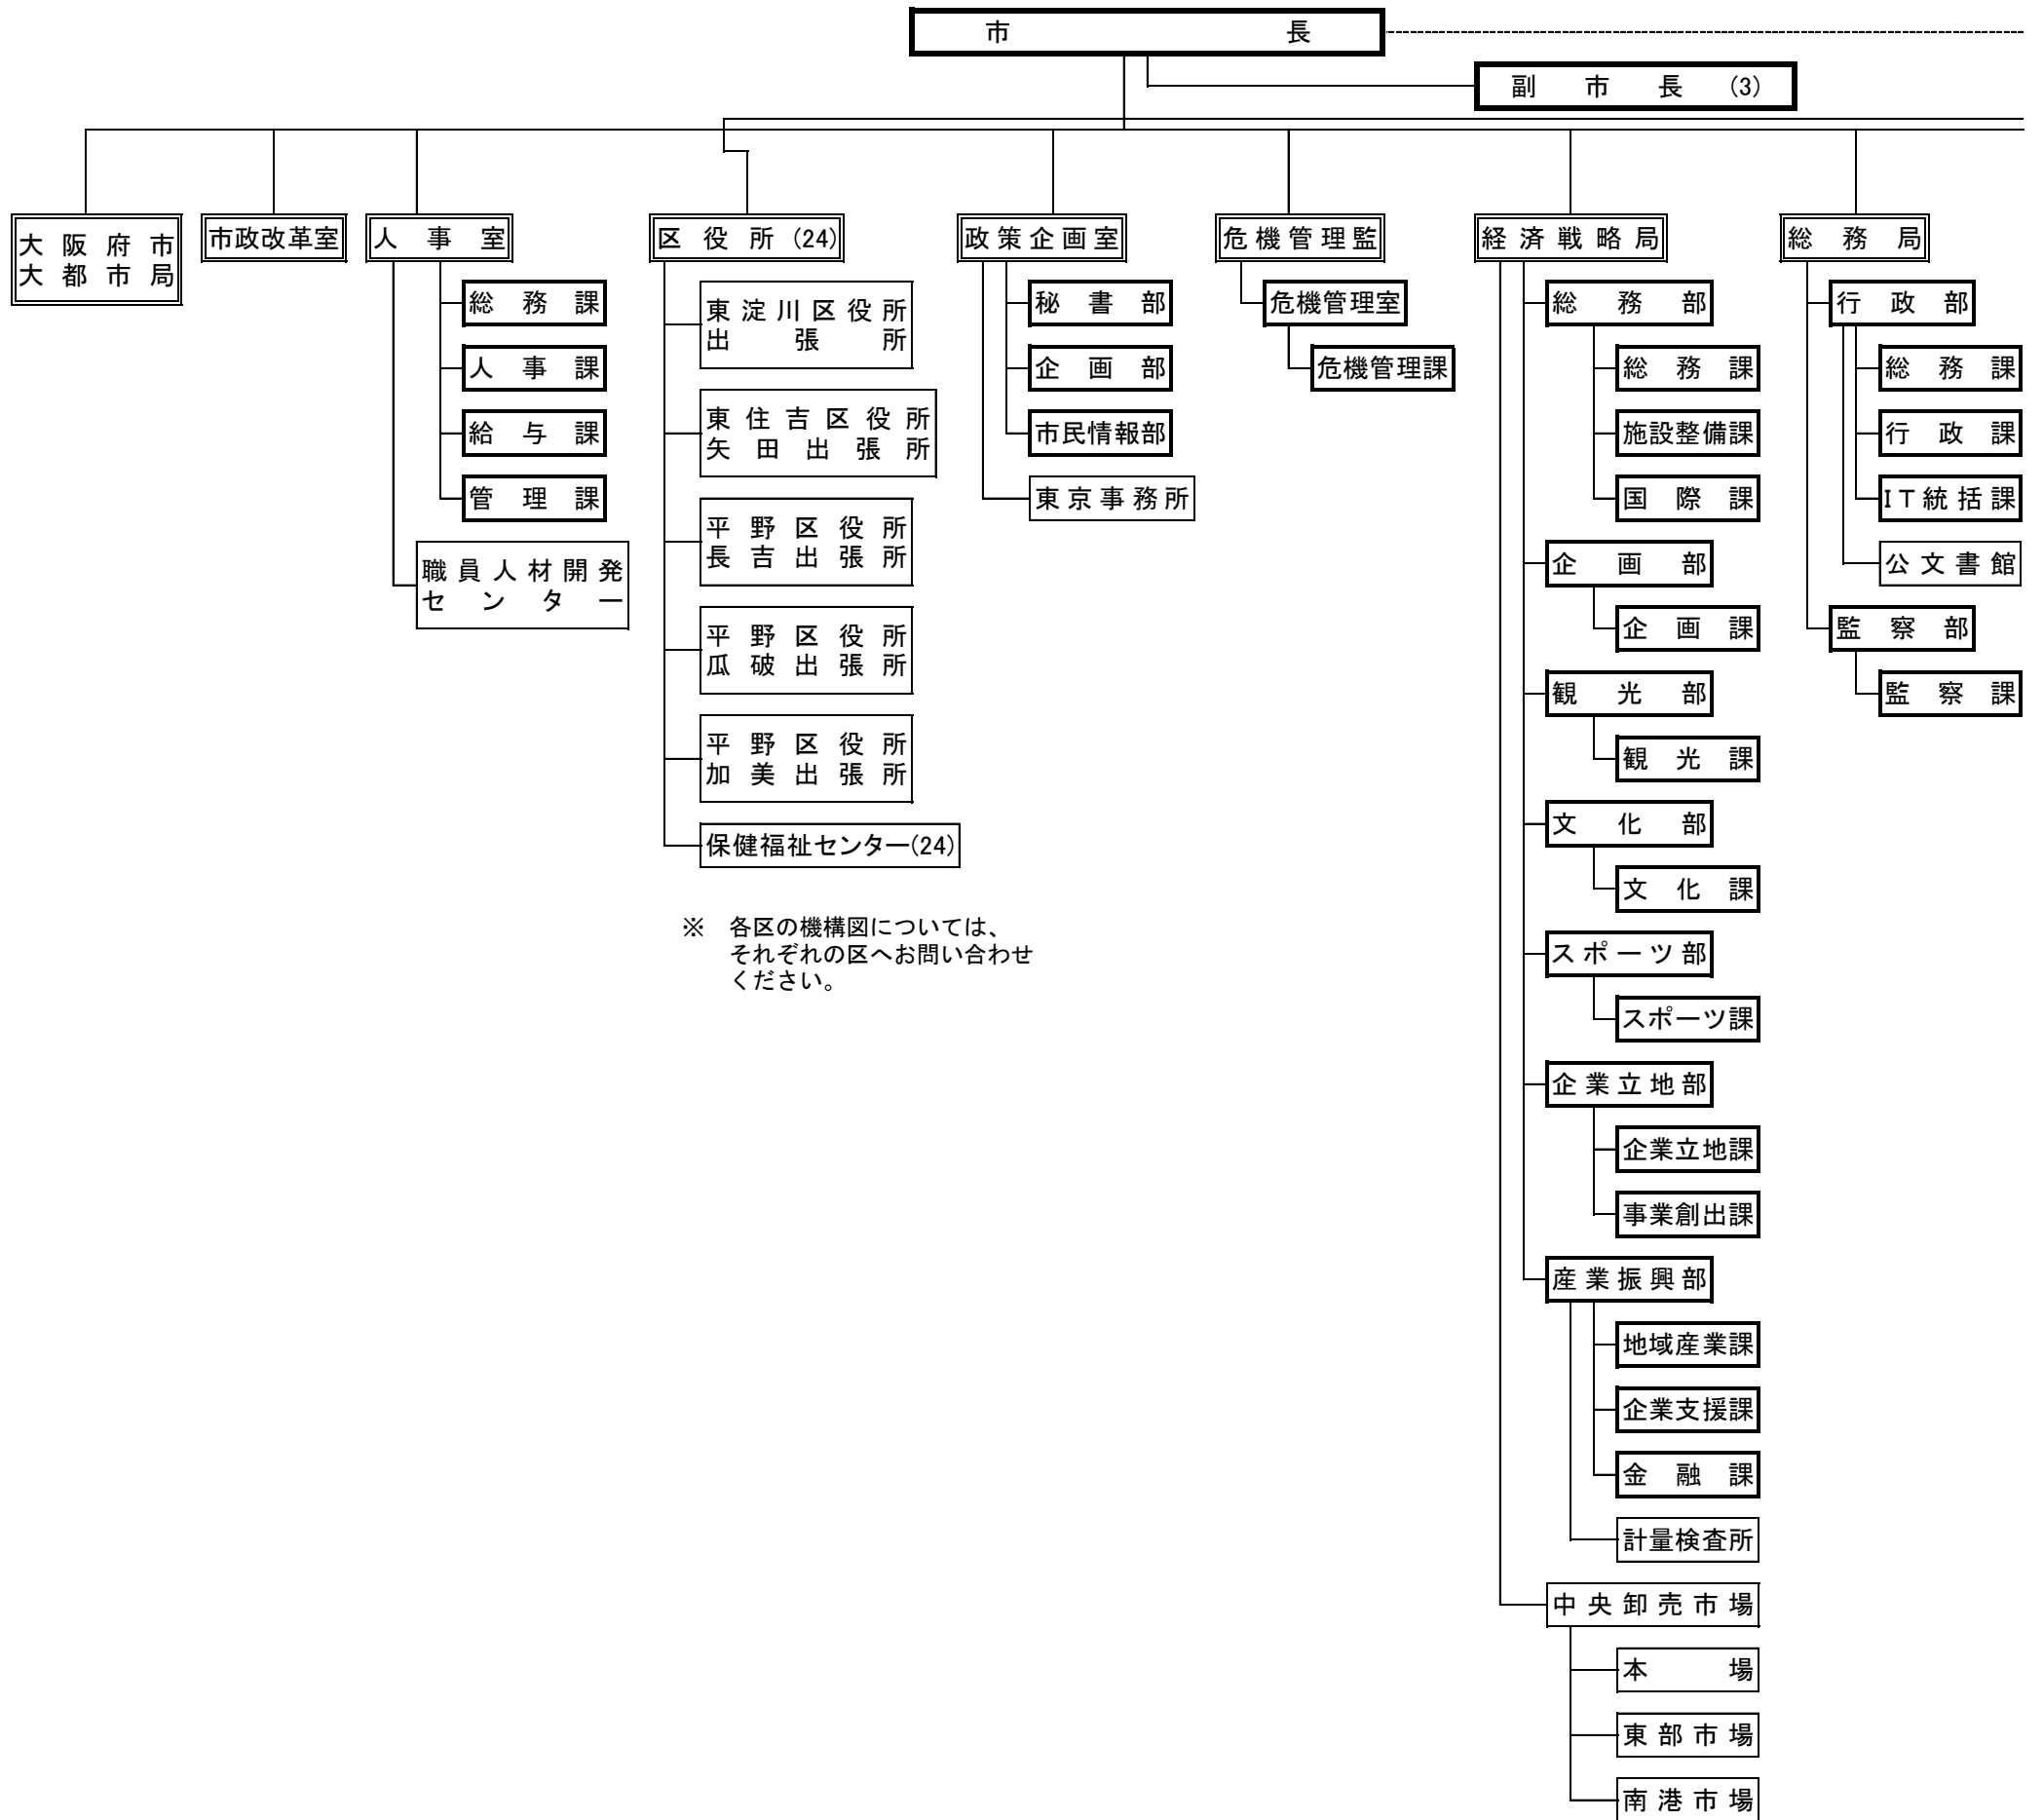 市長
副市長(3)
大阪府市
大都市局
市政改革室
人事室
総務課
人事課
給与課
管理課
職員人材開発
センター
区役所(24)
東淀川区役所
出張所
東住吉区役所
矢田出張所
平野区役所
長吉出張所
平野区役所
瓜破出張所
平野区役所
加美出張所
保健福祉センター(24)
※ 各区の機構図については、
それぞれの区へお問い合わせ
ください。
政策企画室
秘書部
企画部
市民情報部
東京事務所
危機管理監
危機管理室
危機管理課
経済戦略局
総務部
総務課
施設整備課
国際課
企画部
企画課
観光部
観光課
文化部
文化課
スポーツ部
スポーツ課
企業立地部
企業立地課
事業創出課
産業振興部
地域産業課
企業支援課
金融課
計量検査所
中央卸売市場
本場
東部市場
南港市場
総務局
行政部
総務課
行政課
IT統括課
公文書館
監察部
監察課